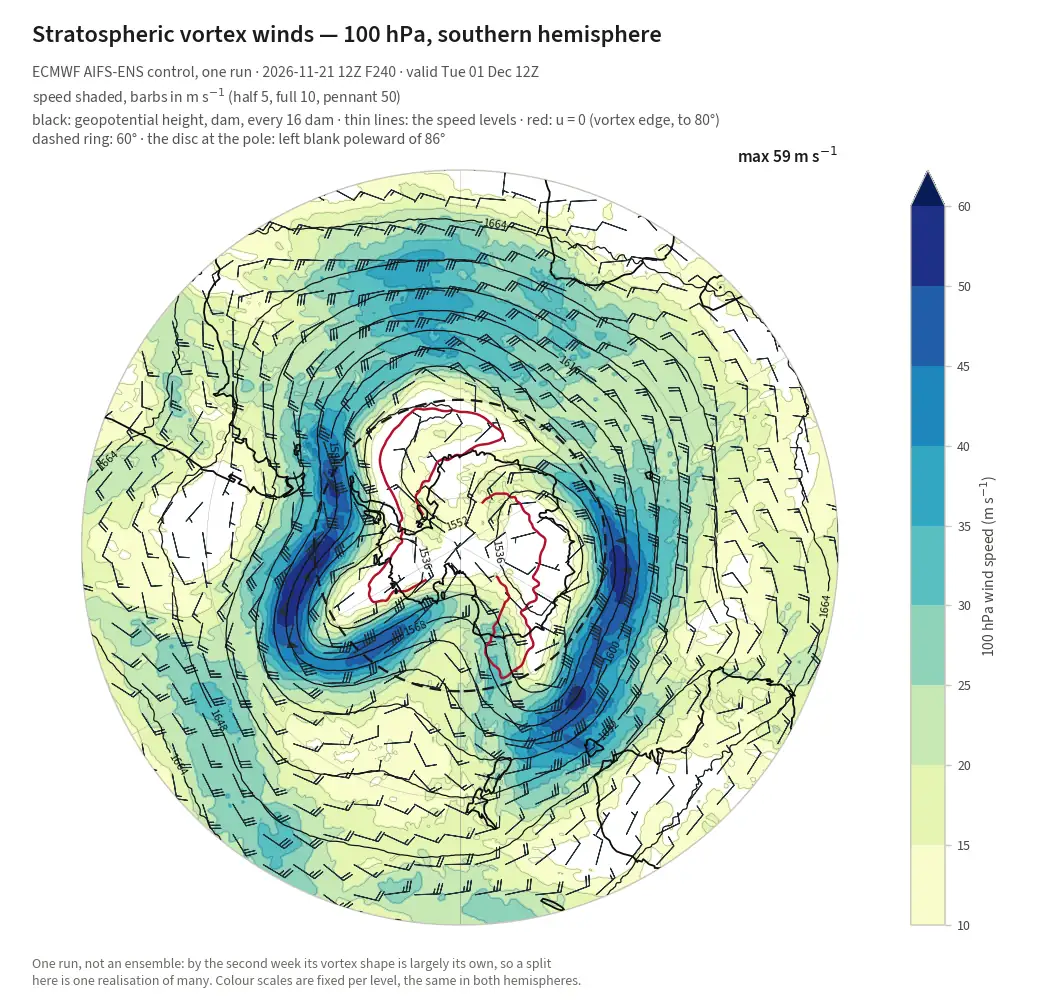 Stratospheric vortex winds — 100 hPa, southern hemisphere
ECMWF AIFS-ENS control, one run · 2026-11-21 12Z F240 · valid Tue 01 Dec 12Z
speed shaded, barbs in m s⁻¹ (half 5, full 10, pennant 50)
black: geopotential height, dam, every 16 dam · thin lines: the speed levels · red: u = 0 (vortex edge, to 80°)
dashed ring: 60° · the disc at the pole: left blank poleward of 86°
max 59 m s⁻¹
1664
1616
1664
1552
1536
1536
1568
1664
1600
1648
1664
60
50
45
40
35
30
25
20
15
10
100 hPa wind speed (m s⁻¹)
One run, not an ensemble: by the second week its vortex shape is largely its own, so a split
here is one realisation of many. Colour scales are fixed per level, the same in both hemispheres.